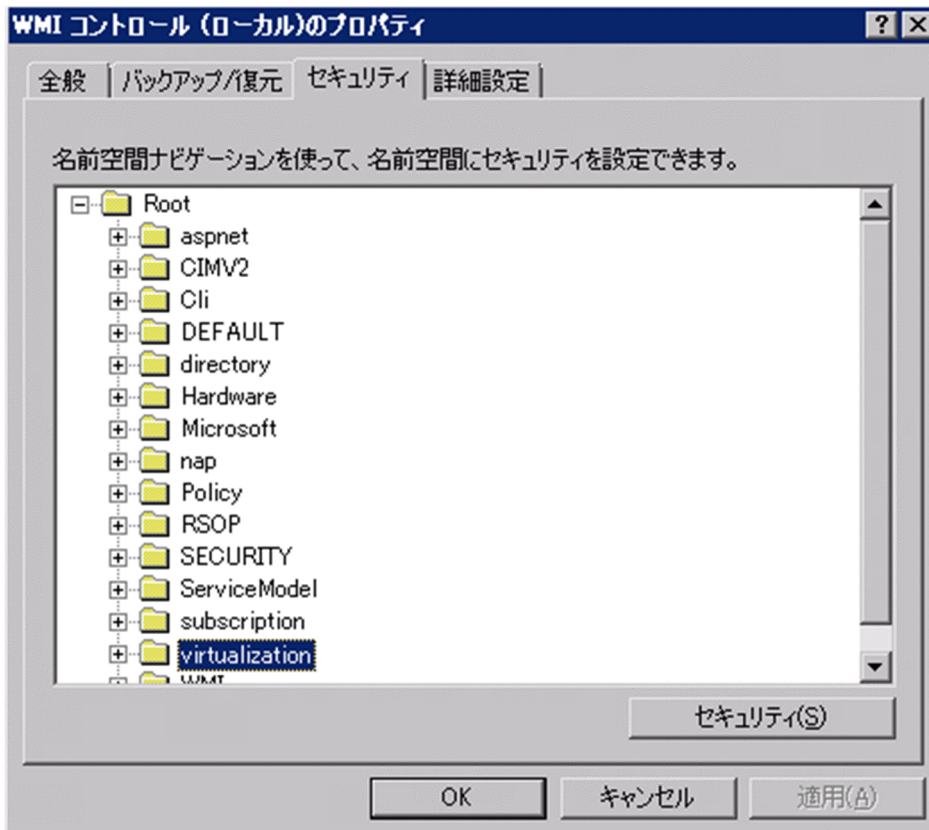 WMI コントロール (ローカル)のプロパティ
全般 バックアップ/復元 セキュリティ 詳細設定
名前空間ナビゲーションを使って、名前空間にセキュリティを設定できます。
Root
aspnet
CIMV2
Cli
DEFAULT
directory
Hardware
Microsoft
nap
Policy
RSOP
SECURITY
ServiceModel
subscription
virtualization
WMI
セキュリティ(S)
OK キャンセル 適用(A)